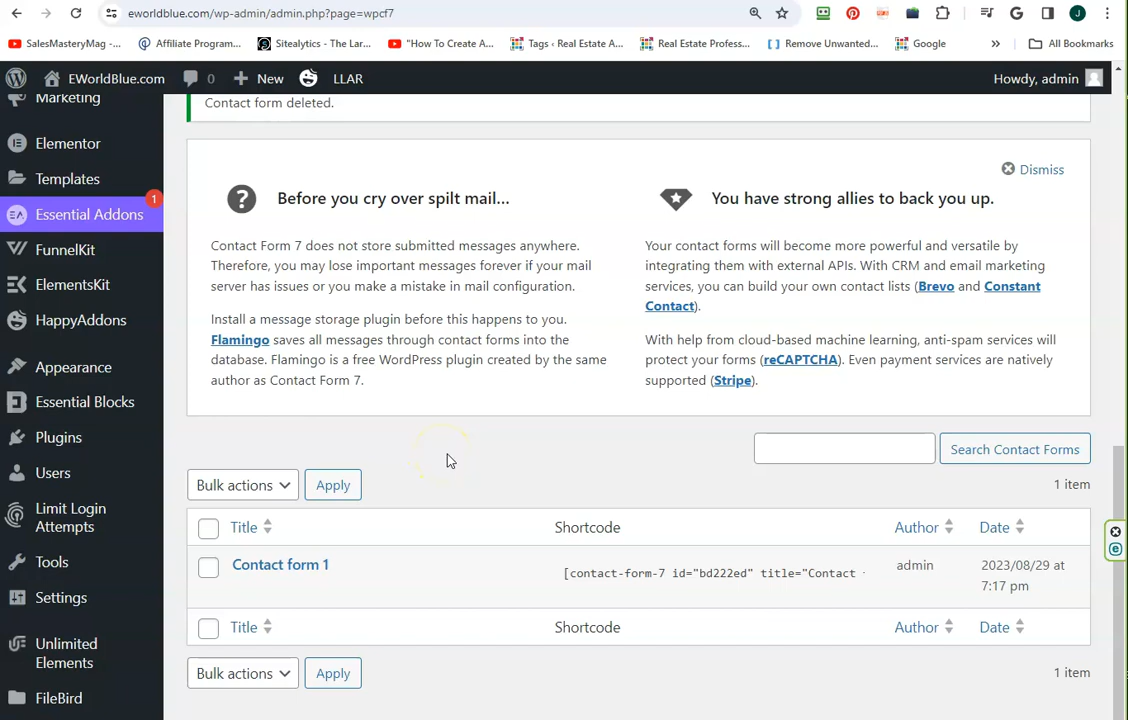 eworldblue.com/wp-admin/admin.php?page=wpcf7
J
SalesMasteryMag -...
Affiliate Program...
Sitealytics - The Lar...
"How To Create A...
Tags ‹ Real Estate A...
Real Estate Profess...
Remove Unwanted...
Google
»
All Bookmarks
EWorldBlue.com
0
New
LLAR
Howdy, admin
Marketing
Elementor
Templates
Essential Addons
1
FunnelKit
ElementsKit
HappyAddons
Appearance
Essential Blocks
Plugins
Users
Limit Login
Attempts
Tools
Settings
Unlimited
Elements
FileBird
Contact form deleted.
Dismiss
Before you cry over spilt mail...
Contact Form 7 does not store submitted messages anywhere.
Therefore, you may lose important messages forever if your mail
server has issues or you make a mistake in mail configuration.
Install a message storage plugin before this happens to you.
Flamingo saves all messages through contact forms into the
database. Flamingo is a free WordPress plugin created by the same
author as Contact Form 7.
You have strong allies to back you up.
Your contact forms will become more powerful and versatile by
integrating them with external APIs. With CRM and email marketing
services, you can build your own contact lists (Brevo and Constant
Contact).
With help from cloud-based machine learning, anti-spam services will
protect your forms (reCAPTCHA). Even payment services are natively
supported (Stripe).
Search Contact Forms
Bulk actions
Apply
1 item
Title
Shortcode
Author
Date
Contact form 1
[contact-form-7 id="bd222ed" title="Contact
admin
2023/08/29 at
7:17 pm
Title
Shortcode
Author
Date
Bulk actions
Apply
1 item